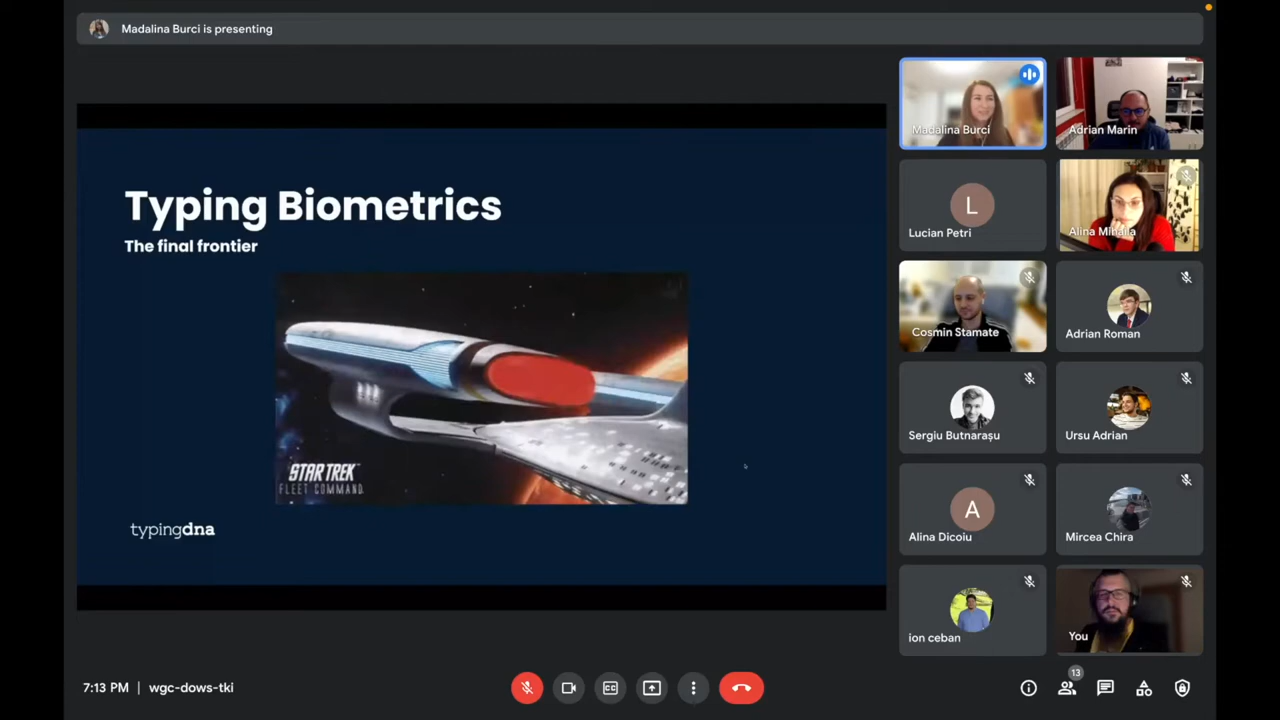 Madalina Burci is presenting
Typing Biometrics
The final frontier
STAR TREK
FLEET COMMAND
typingdna
Madalina Burci
Adrian Marin
L
Lucian Petri
Alina Mihaila
Cosmin Stamate
Adrian Roman
Sergiu Butnarașu
Ursu Adrian
A
Alina Dicoiu
Mircea Chira
ion ceban
You
7:13 PM | wgc-dows-tki
CC
13